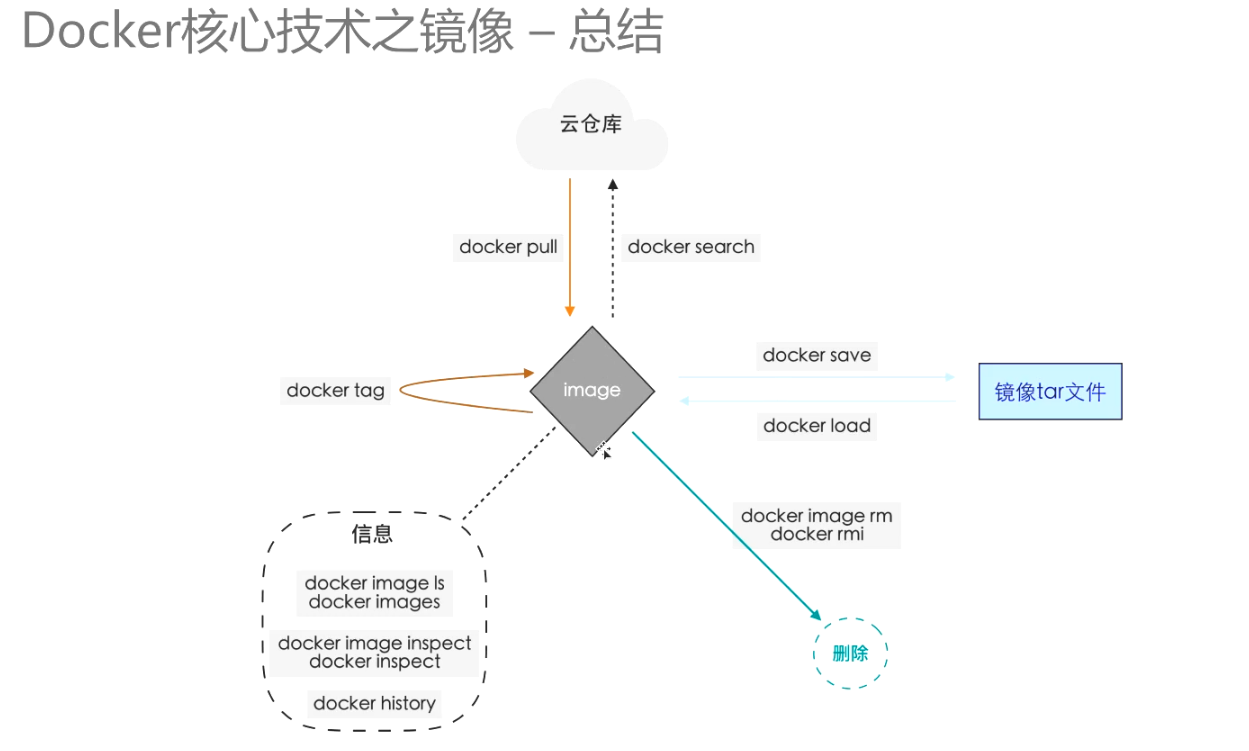 Docker核心技术之镜像 – 总结
云仓库
docker pull
docker search
docker save
docker tag
image
镜像tar文件
docker load
docker image rm
docker rmi
信息
docker image ls
docker images
docker image inspect
docker inspect
删除
docker history